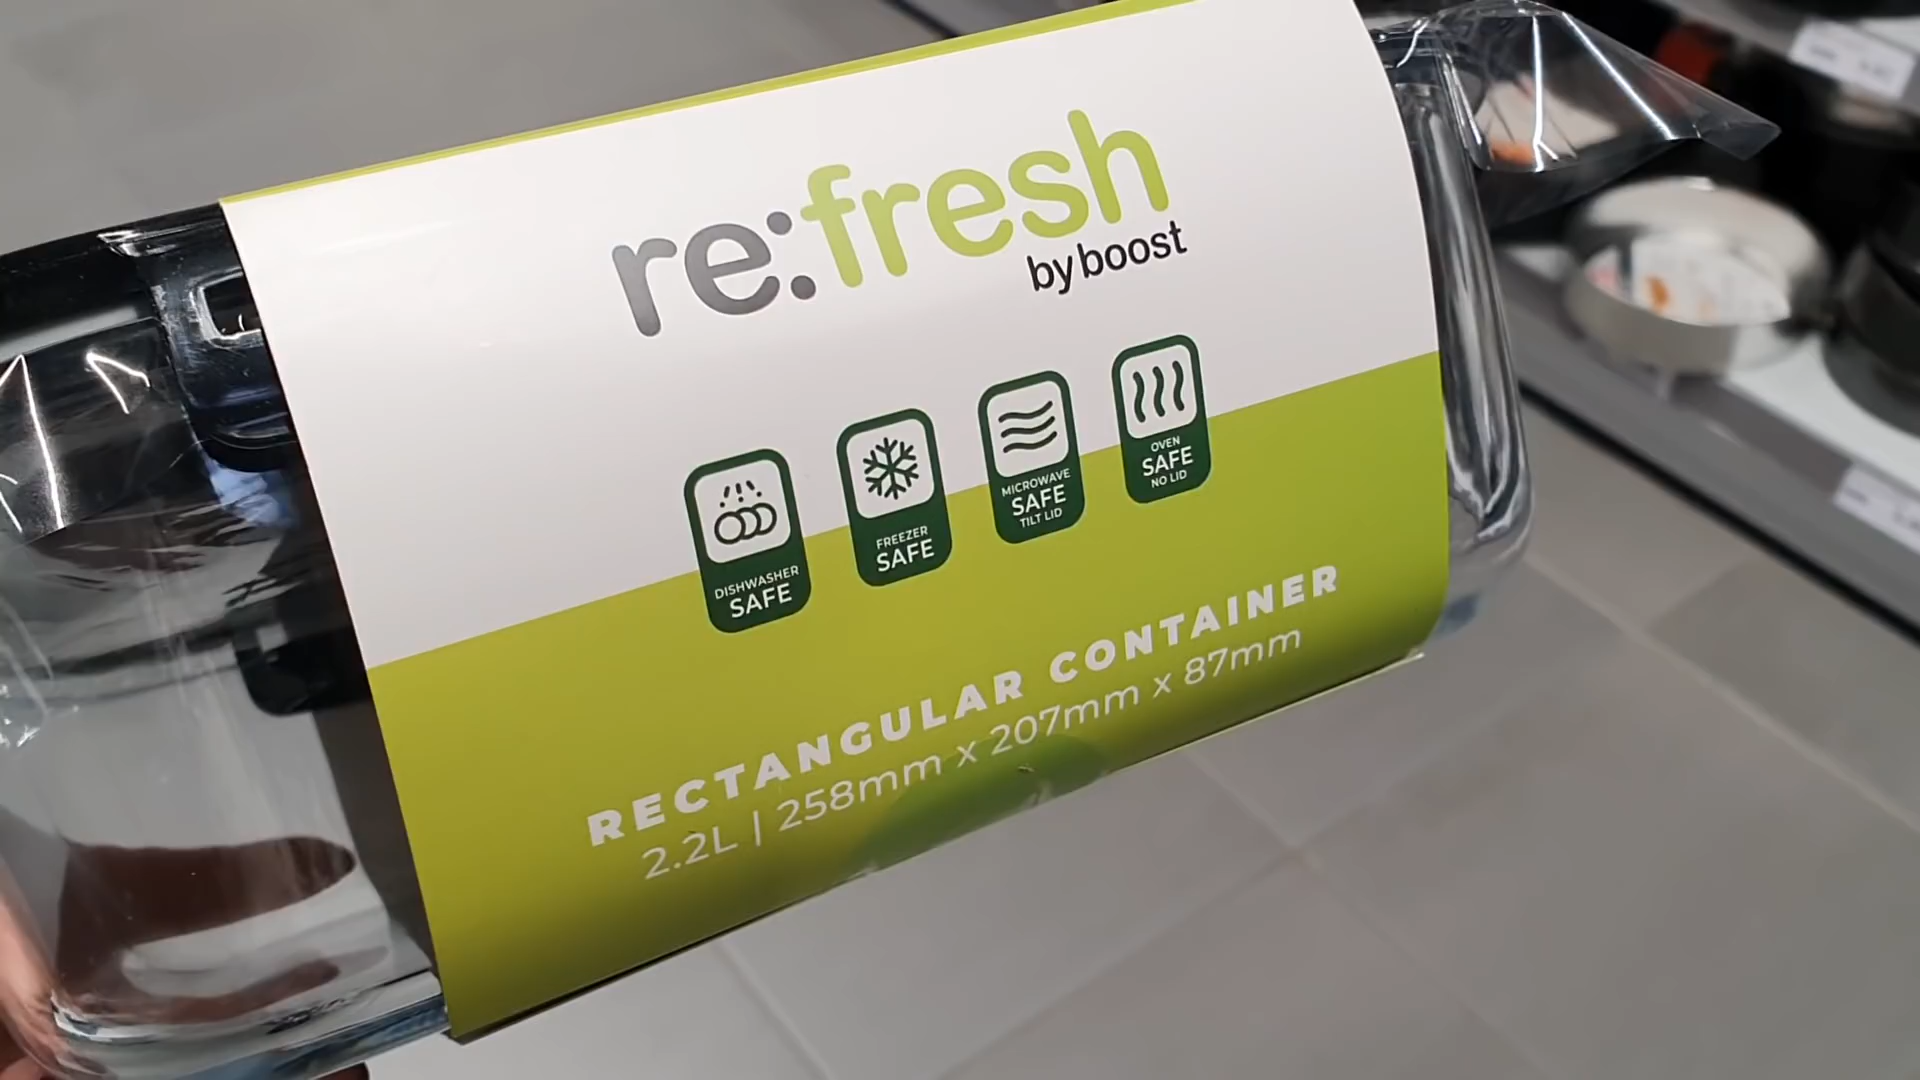 re:fresh
by boost
DISHWASHER
SAFE
FREEZER
SAFE
MICROWAVE
SAFE
TILT LID
OVEN
SAFE
NO LID
RECTANGULAR CONTAINER
2.2L | 258mm x 207mm x 87mm